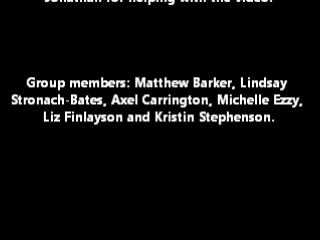 Jonathan for helping with the video.
Group members: Matthew Barker, Lindsay
Stronach-Bates, Axel Carrington, Michelle Ezzy,
Liz Finlayson and Kristin Stephenson.